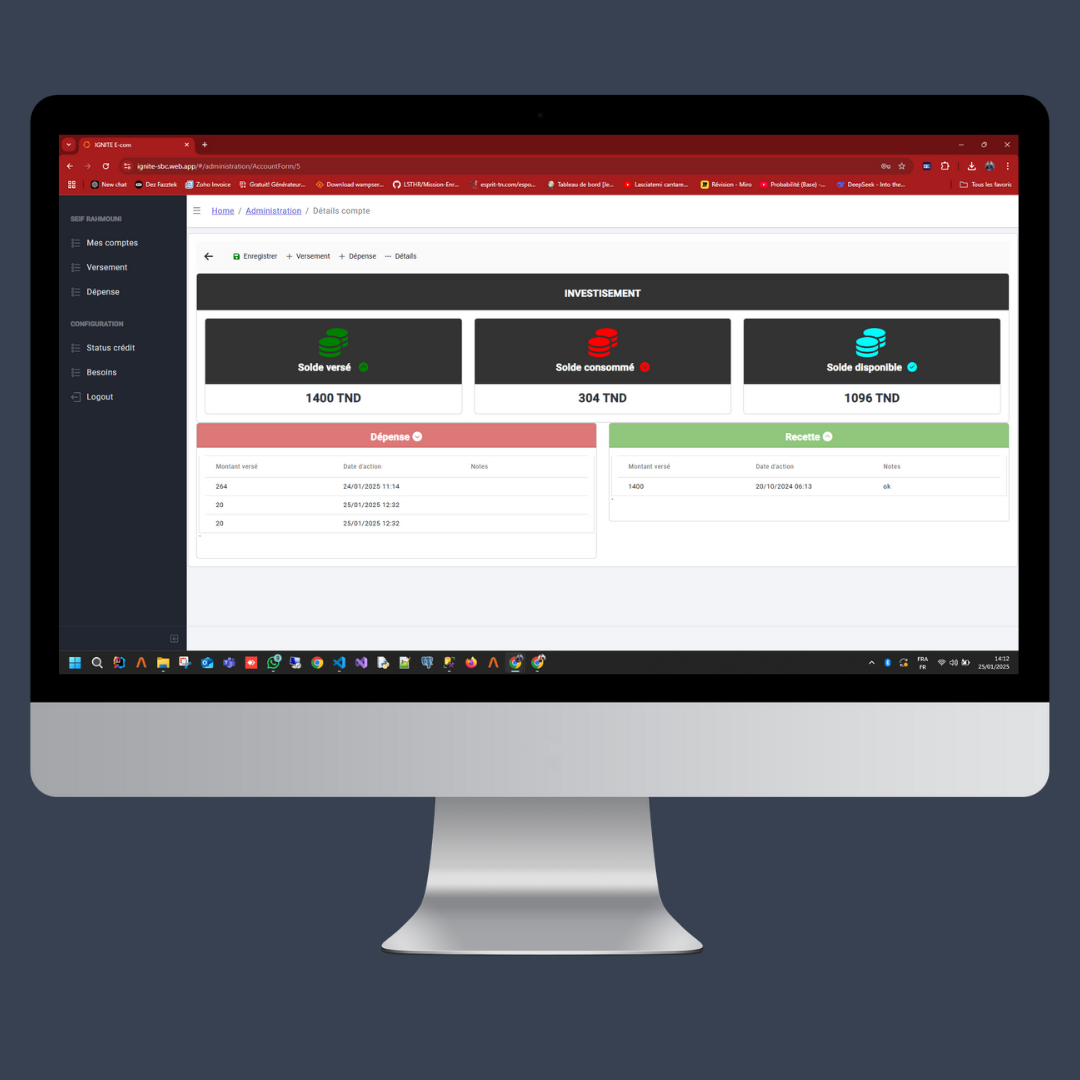 IGNITE E-com
ignite-sbc.web.app/#/administration/AccountForm/5
New chat Dez Fazztek Zoho Invoice Gratuit! Générateur... Download wampser... LSTHR/Mission-Enr... esprit-tn.com/espo... Tableau de bord [Je... Lasciatemi cantare... Révision - Miro Probabilité (Base) -... DeepSeek - Into the... Tous les favoris
SEIF RAHMOUNI
Mes comptes
Versement
Dépense
CONFIGURATION
Status crédit
Besoins
Logout
Home / Administration / Détails compte
Enregistrer Versement Dépense Détails
INVESTISEMENT
Solde versé
1400 TND
Solde consommé
304 TND
Solde disponible
1096 TND
Dépense
Montant versé Date d'action Notes
264 24/01/2025 11:14
20 25/01/2025 12:32
20 25/01/2025 12:32
Recette
Montant versé Date d'action Notes
1400 20/10/2024 06:13 ok
FRA
FR
14:12
25/01/2025